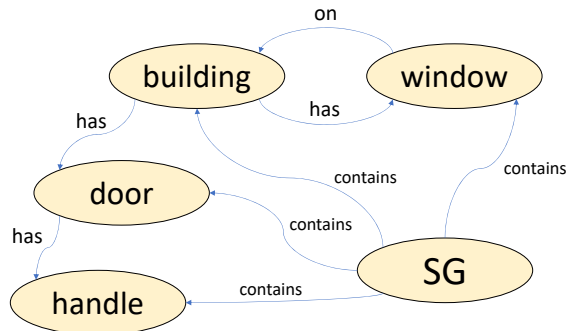 on
building
window
has
has
contains
contains
door
contains
has
SG
contains
handle